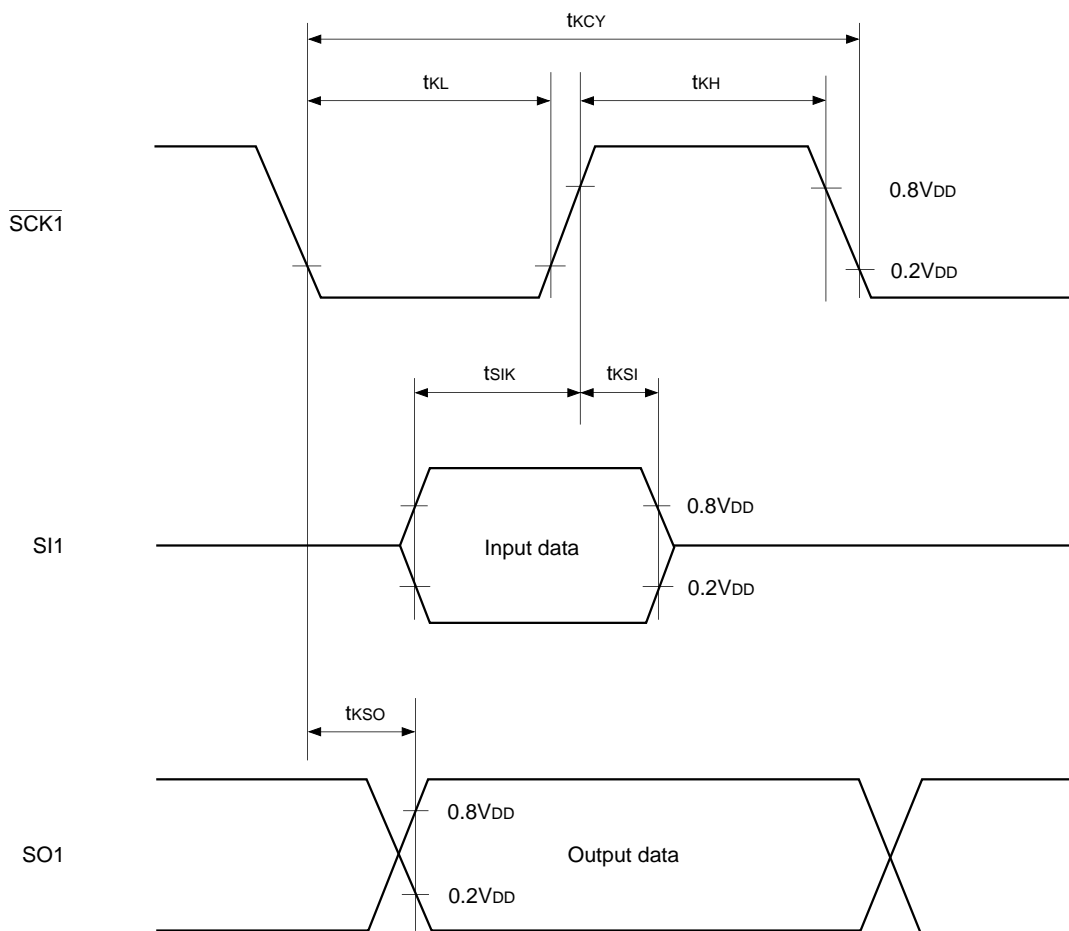 tKCY
tKL
tKH
SCK1
0.8VDD
0.2VDD
tSIK
tKSI
0.8VDD
SI1
Input data
0.2VDD
tKSO
0.8VDD
SO1
Output data
0.2VDD